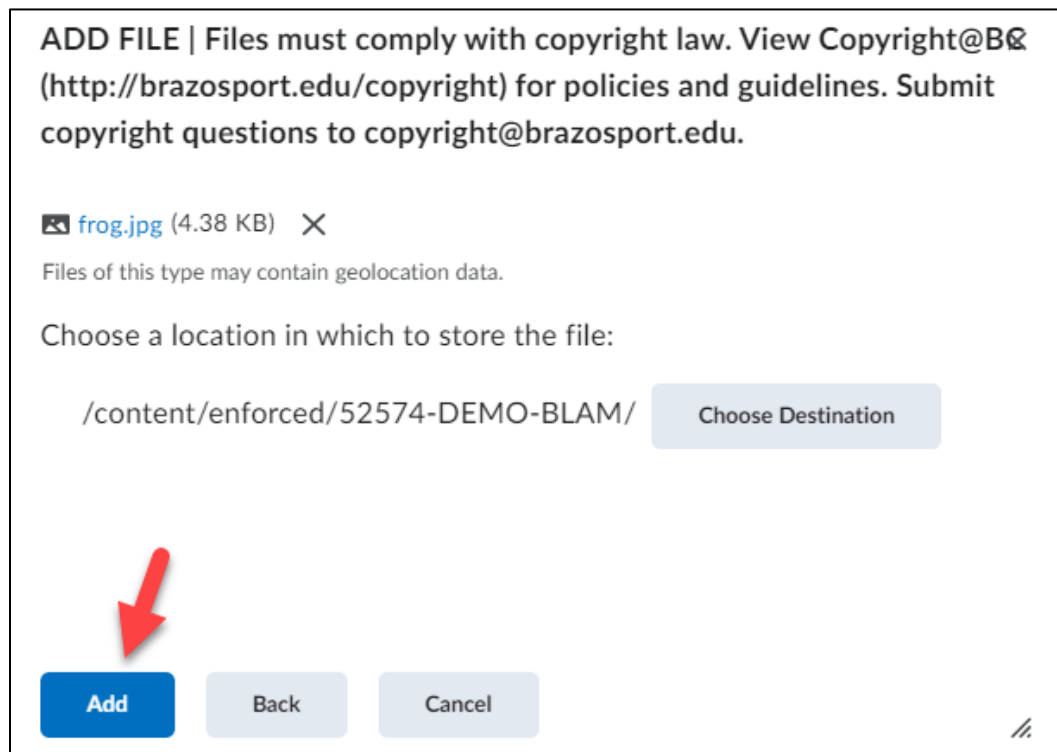 ADD FILE | Files must comply with copyright law. View Copyright@BC
(http://brazosport.edu/copyright) for policies and guidelines. Submit
copyright questions to copyright@brazosport.edu.
frog.jpg (4.38 KB)
Files of this type may contain geolocation data.
Choose a location in which to store the file:
/content/enforced/52574-DEMO-BLAM/ Choose Destination
Add Back Cancel